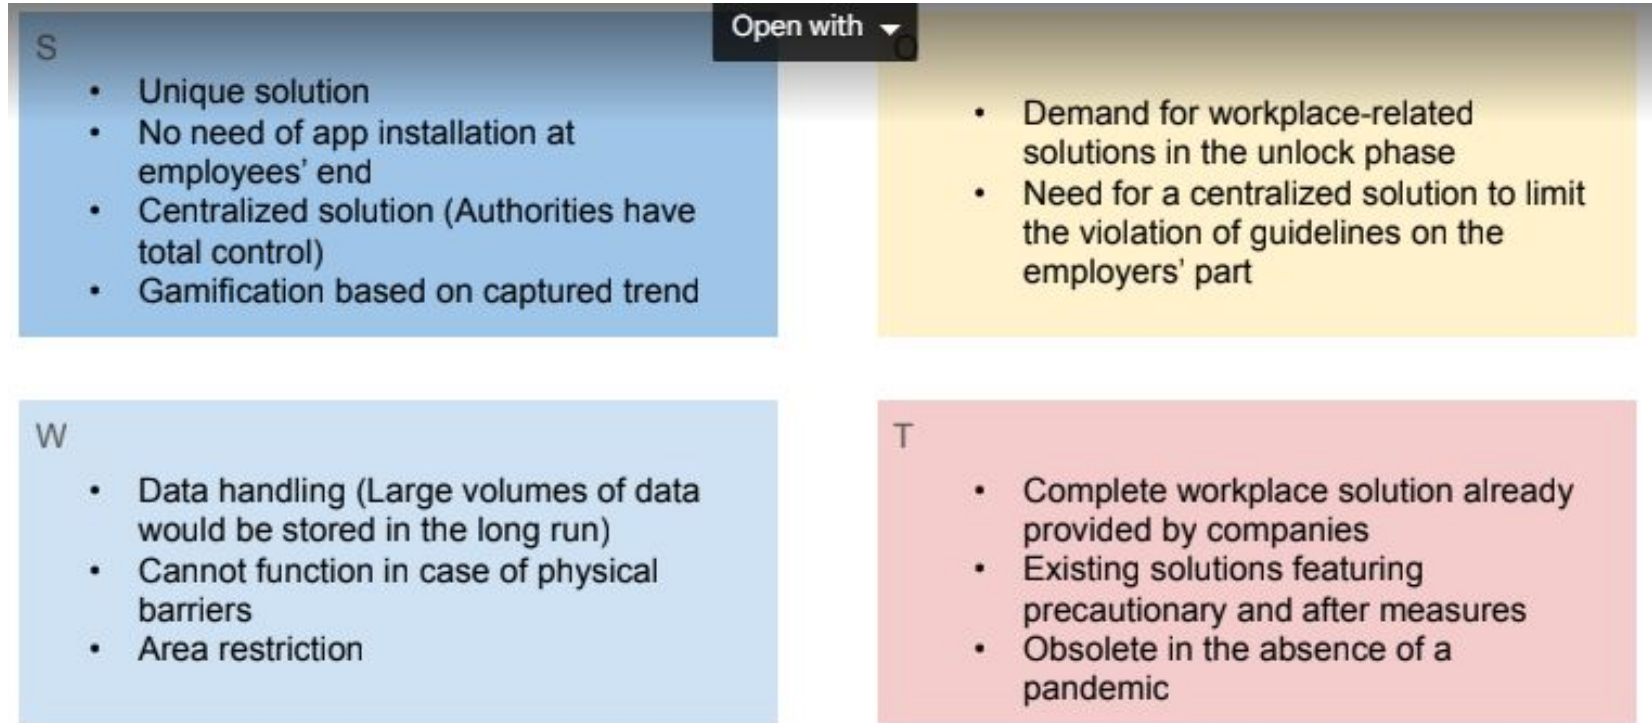 Open with
S
• Unique solution
• No need of app installation at
employees' end
• Centralized solution (Authorities have
total control)
• Gamification based on captured trend
O
• Demand for workplace-related
solutions in the unlock phase
• Need for a centralized solution to limit
the violation of guidelines on the
employers' part
W
• Data handling (Large volumes of data
would be stored in the long run)
• Cannot function in case of physical
barriers
• Area restriction
T
• Complete workplace solution already
provided by companies
• Existing solutions featuring
precautionary and after measures
• Obsolete in the absence of a
pandemic